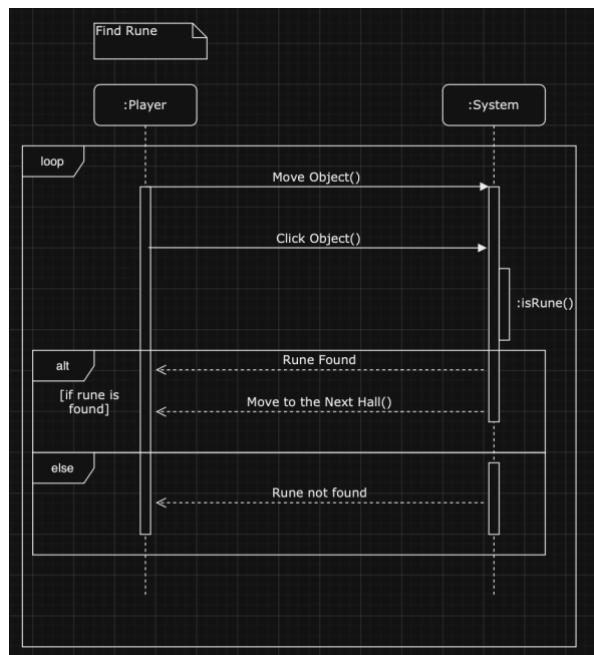 Find Rune
:Player
:System
loop
Move Object()
Click Object()
:isRune()
alt
Rune Found
[if rune is
found]
Move to the Next Hall()
else
Rune not found